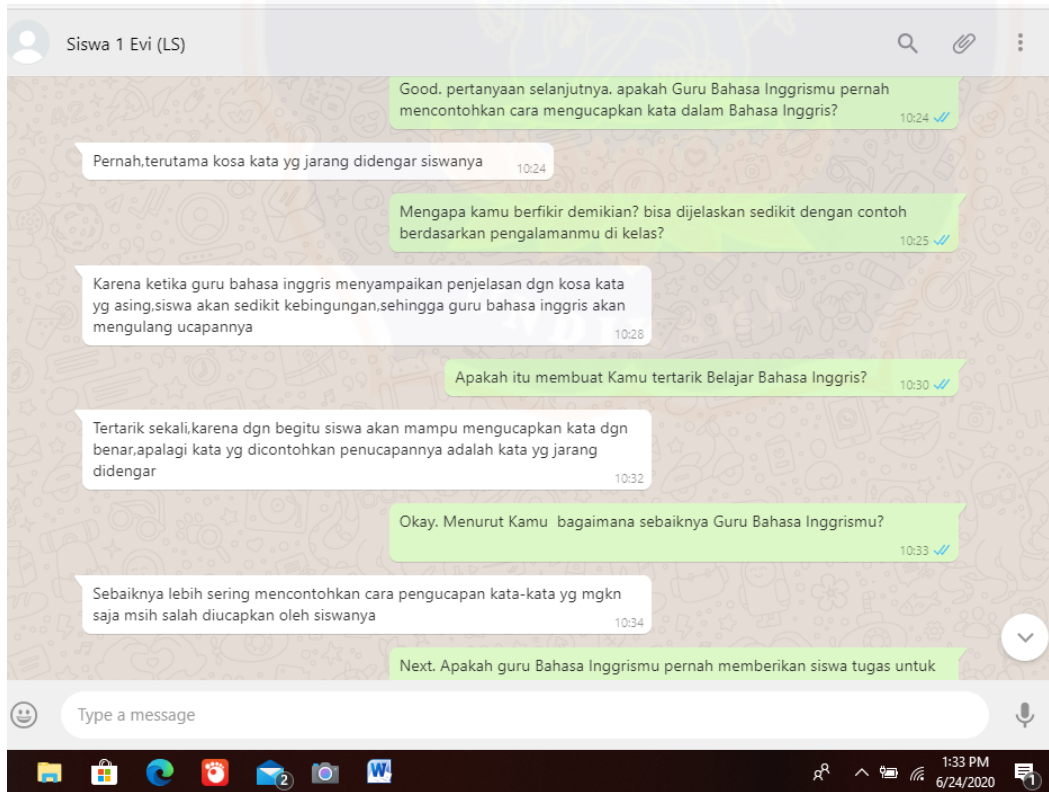 Siswa 1 Evi (LS)
Good. pertanyaan selanjutnya. apakah Guru Bahasa Inggrismu pernah
mencontohkan cara mengucapkan kata dalam Bahasa Inggris?
10:24
Pernah,terutama kosa kata yg jarang didengar siswanya
10:24
Mengapa kamu berfikir demikian? bisa dijelaskan sedikit dengan contoh
berdasarkan pengalamanmu di kelas?
10:25
Karena ketika guru bahasa inggris menyampaikan penjelasan dgn kosa kata
yg asing,siswa akan sedikit kebingungan,sehingga guru bahasa inggris akan
mengulang ucapannya
10:28
Apakah itu membuat Kamu tertarik Belajar Bahasa Inggris?
10:30
Tertarik sekali,karena dgn begitu siswa akan mampu mengucapkan kata dgn
benar,apalagi kata yg dicontohkan penucapannya adalah kata yg jarang
didengar
10:32
Okay. Menurut Kamu bagaimana sebaiknya Guru Bahasa Inggrismu?
10:33
Sebaiknya lebih sering mencontohkan cara pengucapan kata-kata yg mgkn
saja msih salah diucapkan oleh siswanya
10:34
Next. Apakah guru Bahasa Inggrismu pernah memberikan siswa tugas untuk
Type a message
2
W
1:33 PM
6/24/2020
1